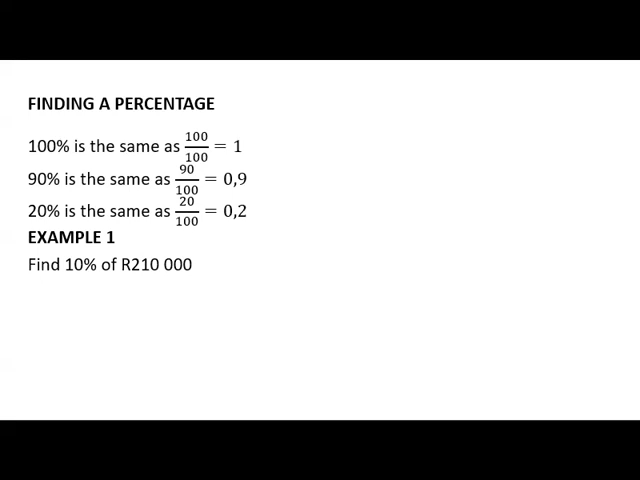 FINDING A PERCENTAGE
100% is the same as 100/100 = 1
90% is the same as 90/100 = 0,9
20% is the same as 20/100 = 0,2
EXAMPLE 1
Find 10% of R210 000